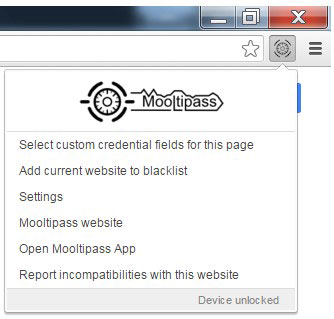 Mooltipass
Select custom credential fields for this page
Add current website to blacklist
Settings
Mooltipass website
Open Mooltipass App
Report incompatibilities with this website
Device unlocked